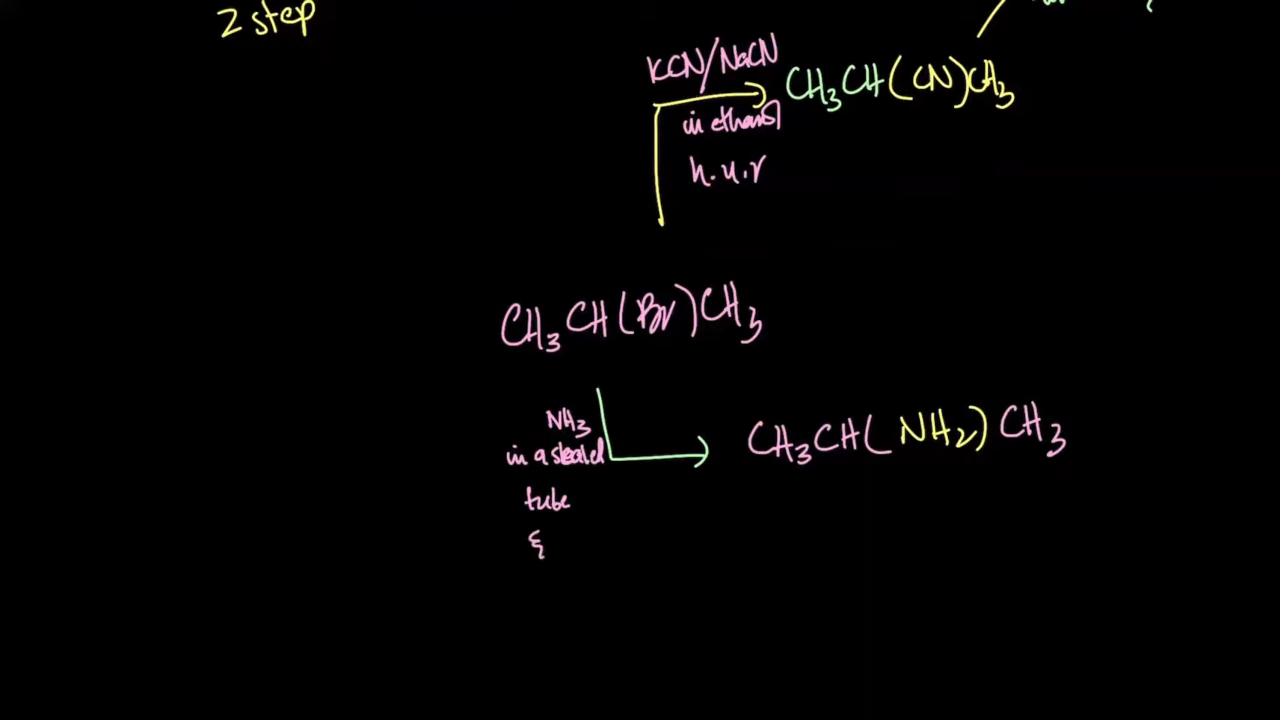 2 step
KCN/NaCN
CH₃CH(CN)CH₃
in ethanol
h.u.r
CH₃CH(Br)CH₃
NH₃
in a sealed
tube
&
CH₃CH(NH₂)CH₃